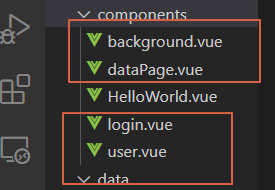 components
background.vue
dataPage.vue
HelloWorld.vue
login.vue
user.vue
data